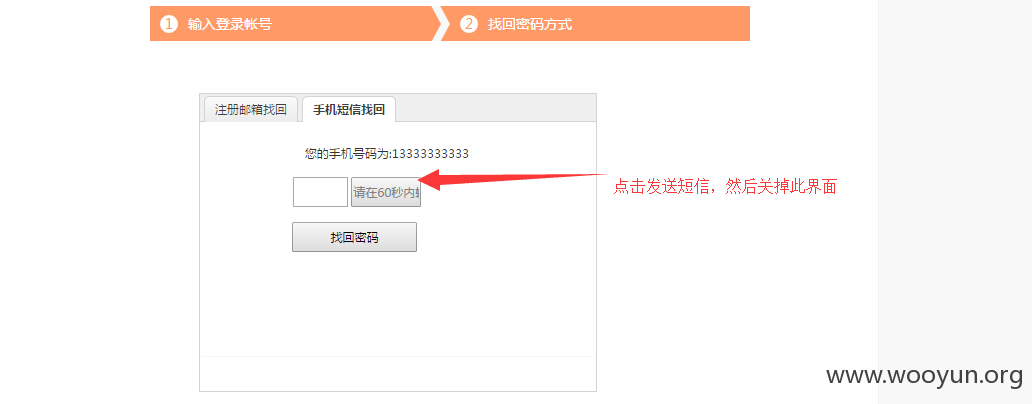 1 输入登录帐号
2 找回密码方式
注册邮箱找回
手机短信找回
您的手机号码为:13333333333
请在60秒内
点击发送短信，然后关掉此界面
找回密码
www.wooyun.org